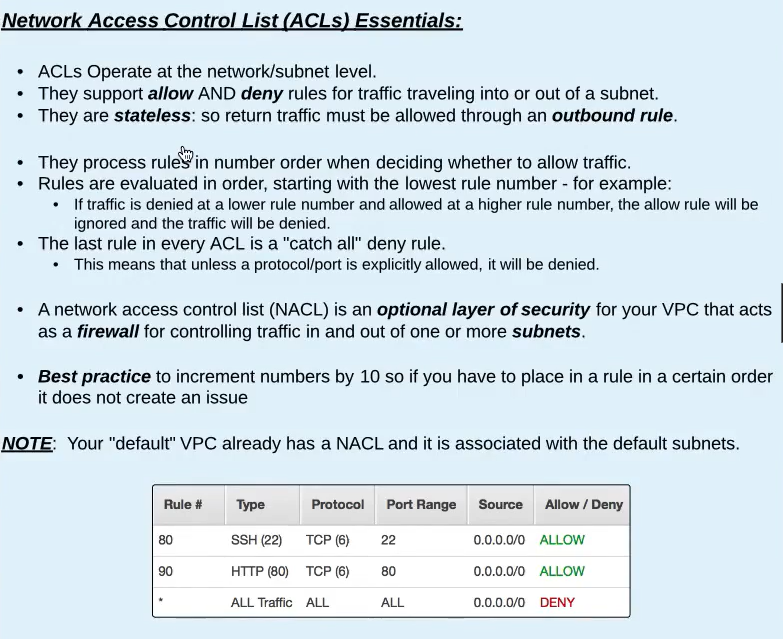 Network Access Control List (ACLs) Essentials:
• ACLs Operate at the network/subnet level.
• They support allow AND deny rules for traffic traveling into or out of a subnet.
• They are stateless: so return traffic must be allowed through an outbound rule.
• They process rules in number order when deciding whether to allow traffic.
• Rules are evaluated in order, starting with the lowest rule number - for example:
• If traffic is denied at a lower rule number and allowed at a higher rule number, the allow rule will be
ignored and the traffic will be denied.
• The last rule in every ACL is a "catch all" deny rule.
• This means that unless a protocol/port is explicitly allowed, it will be denied.
• A network access control list (NACL) is an optional layer of security for your VPC that acts
as a firewall for controlling traffic in and out of one or more subnets.
• Best practice to increment numbers by 10 so if you have to place in a rule in a certain order
it does not create an issue
NOTE: Your "default" VPC already has a NACL and it is associated with the default subnets.
Rule # Type Protocol Port Range Source Allow / Deny
80 SSH (22) TCP (6) 22 0.0.0.0/0 ALLOW
90 HTTP (80) TCP (6) 80 0.0.0.0/0 ALLOW
* ALL Traffic ALL ALL 0.0.0.0/0 DENY